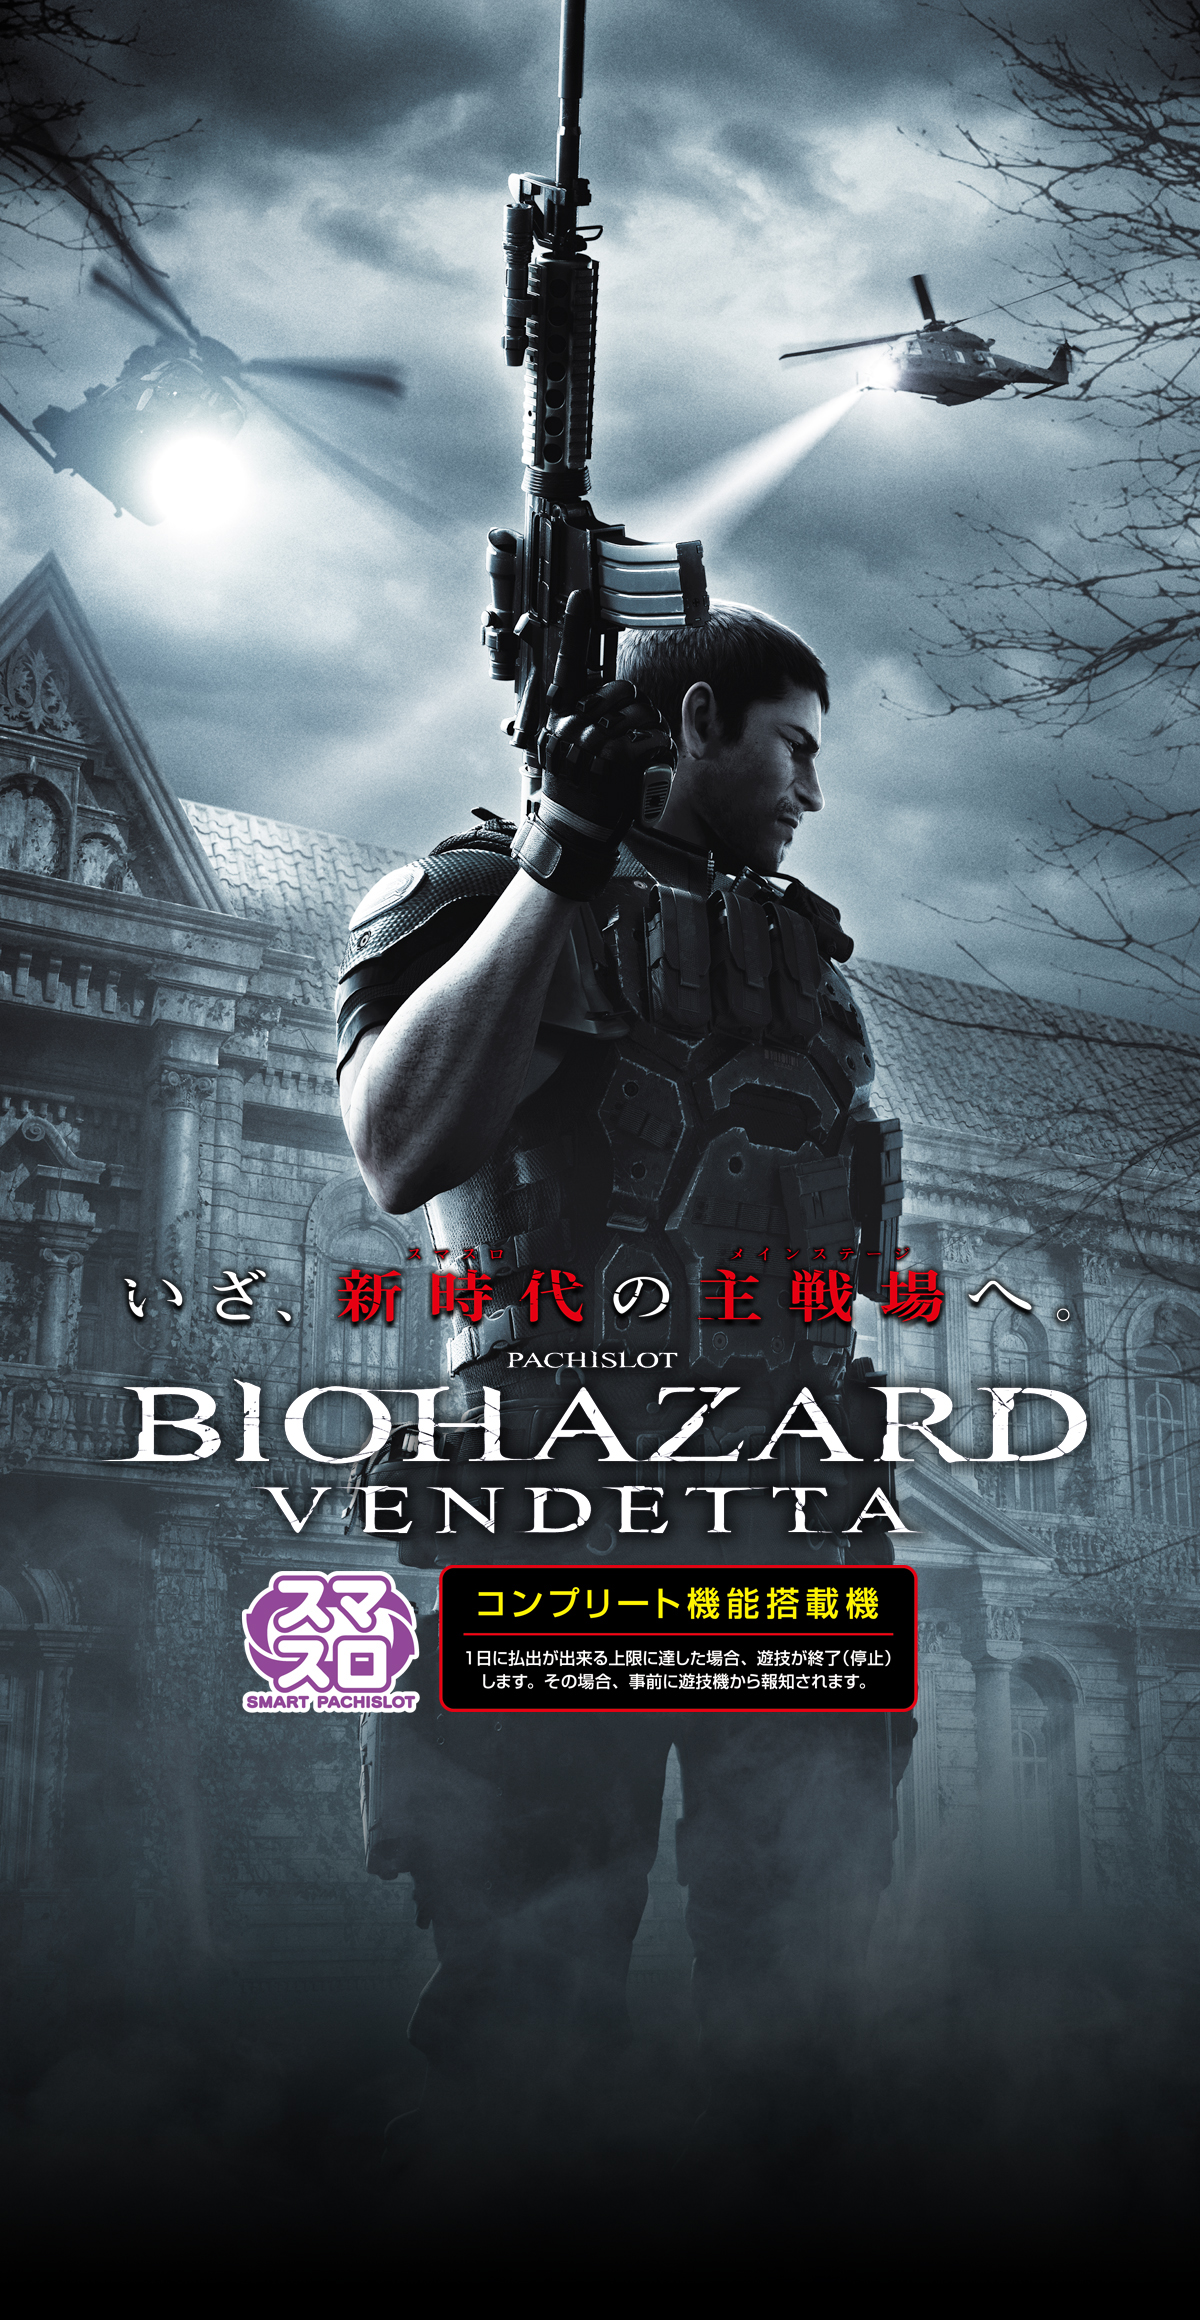 スマスロ メインステージ
いざ、新時代の主戦場へ。
PACHISLOT
BIOHAZARD
VENDETTA
スマ
スロ
SMART PACHISLOT
コンプリート機能搭載機
1日に払出が出来る上限に達した場合、遊技が終了(停止)
します。その場合、事前に遊技機から報知されます。